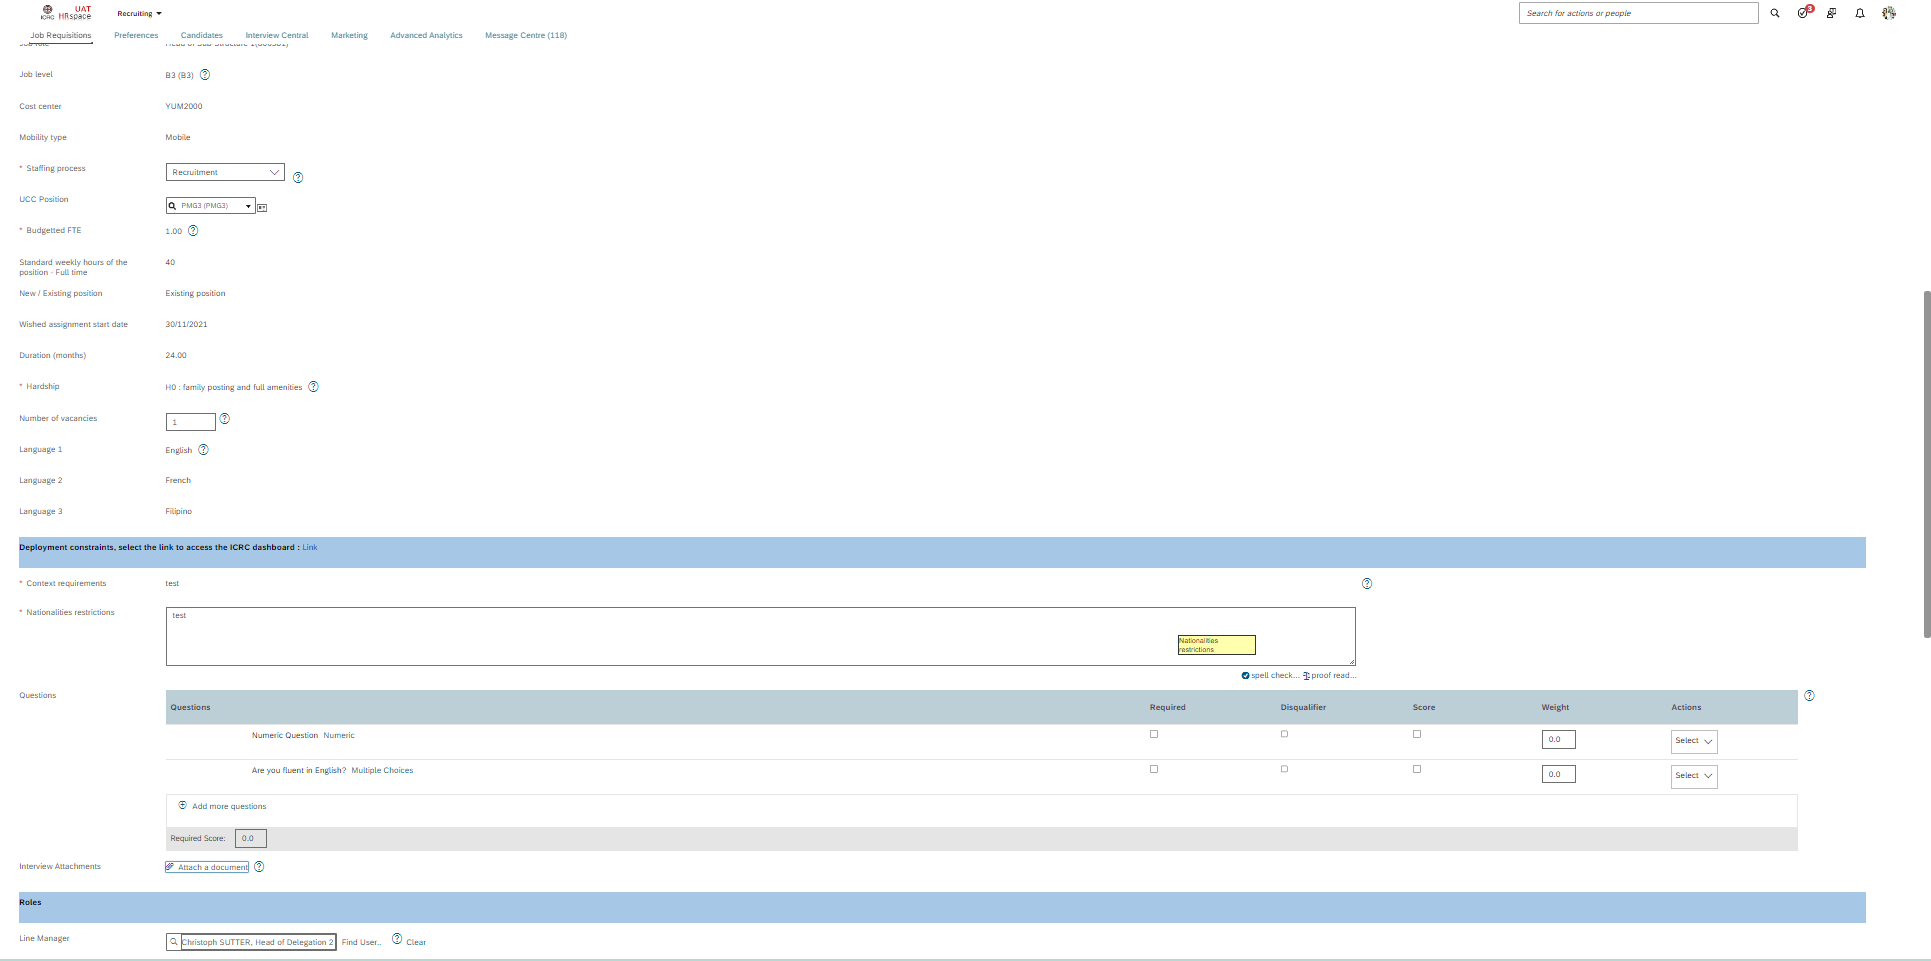 ICRC
UAT
HRspace
Recruiting
Search for actions or people
3
Job Requisitions
Preferences
Candidates
Interview Central
Marketing
Advanced Analytics
Message Centre (118)
Job level
B3 (B3)
Cost center
YUM2000
Mobility type
Mobile
* Staffing process
Recruitment
UCC Position
PMG3 (PMG3)
* Budgetted FTE
1.00
Standard weekly hours of the
position - Full time
40
New / Existing position
Existing position
Wished assignment start date
30/11/2021
Duration (months)
24.00
* Hardship
H0 : family posting and full amenities
Number of vacancies
1
Language 1
English
Language 2
French
Language 3
Filipino
Deployment constraints, select the link to access the ICRC dashboard : Link
* Context requirements
test
* Nationalities restrictions
test
Nationalities
restrictions
spell check... proof read...
Questions
Questions
Required
Disqualifier
Score
Weight
Actions
Numeric Question Numeric
0.0
Select
Are you fluent in English? Multiple Choices
0.0
Select
Add more questions
Required Score: 0.0
Interview Attachments
Attach a document
Roles
Line Manager
Christoph SUTTER, Head of Delegation 2
Find User..
Clear